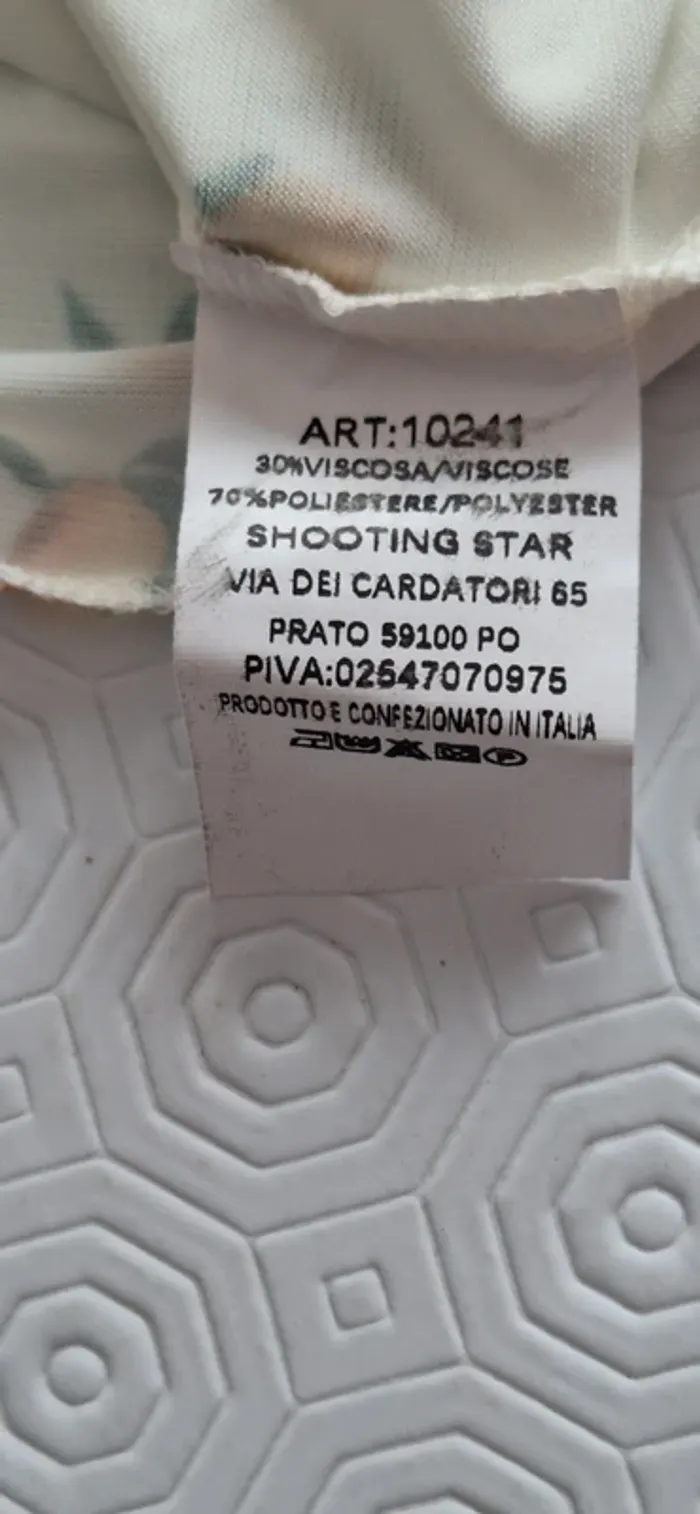 ART:10241
30%VISCOSA/VISCOSE
70%POLIESTERE/POLYESTER
SHOOTING STAR
VIA DEI CARDATORI 65
PRATO 59100 PO
PIVA:02647070975
PRODOTTO E CONFEZIONATO IN ITALIA